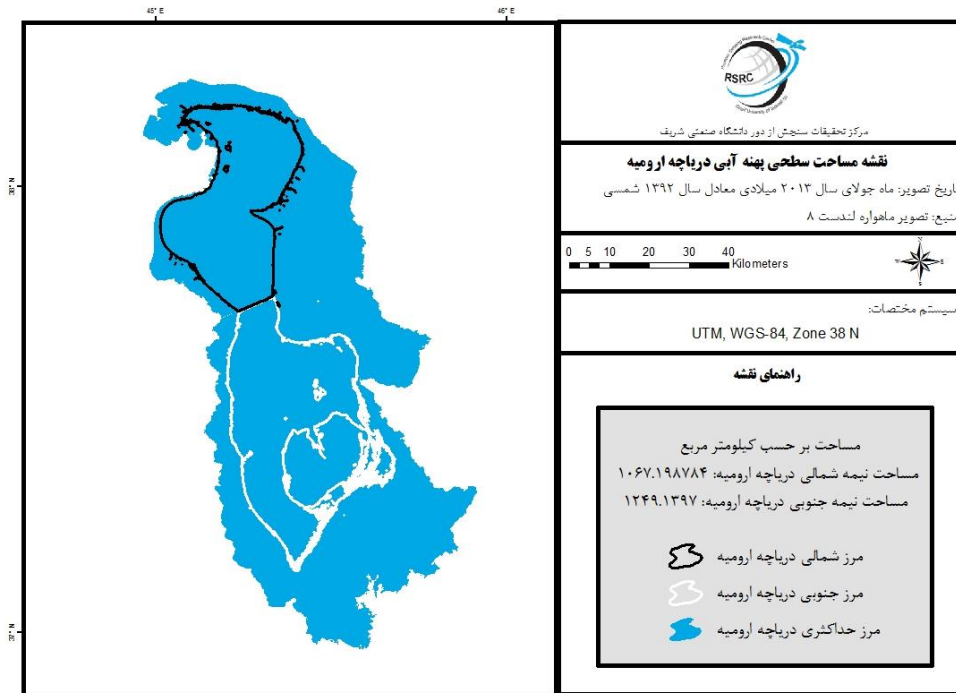 45° E
46° E
38° N
37° N
RSRC
مرکز تحقیقات سنجش از دور دانشگاه صنعتی شریف
نقشه مساحت سطحی پهنه آبی دریاچه ارومیه
تاریخ تصویر: ماه جولای سال ۲۰۱۳ میلادی معادل سال ۱۳۹۲ شمسی
منبع: تصویر ماهواره لندست ۸
0 5 10 20 30 40
Kilometers
سیستم مختصات:
UTM, WGS-84, Zone 38 N
راهنمای نقشه
مساحت بر حسب کیلومتر مربع
مساحت نیمه شمالی دریاچه ارومیه: ۱۰۶۷.۱۹۸۷۸۴
مساحت نیمه جنوبی دریاچه ارومیه: ۱۲۴۹.۱۳۹۷
مرز شمالی دریاچه ارومیه
مرز جنوبی دریاچه ارومیه
مرز حداکثری دریاچه ارومیه